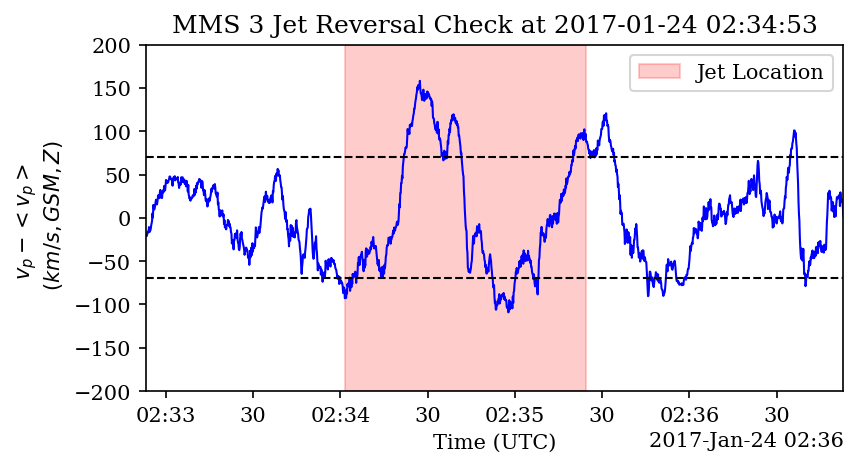 MMS 3 Jet Reversal Check at 2017-01-24 02:34:53
200
150
100
50
0
−50
−100
−150
−200
v_p − < v_p >
(km/s, GSM, Z)
Jet Location
02:33 30 02:34 30 02:35 30 02:36 30
Time (UTC)
2017-Jan-24 02:36